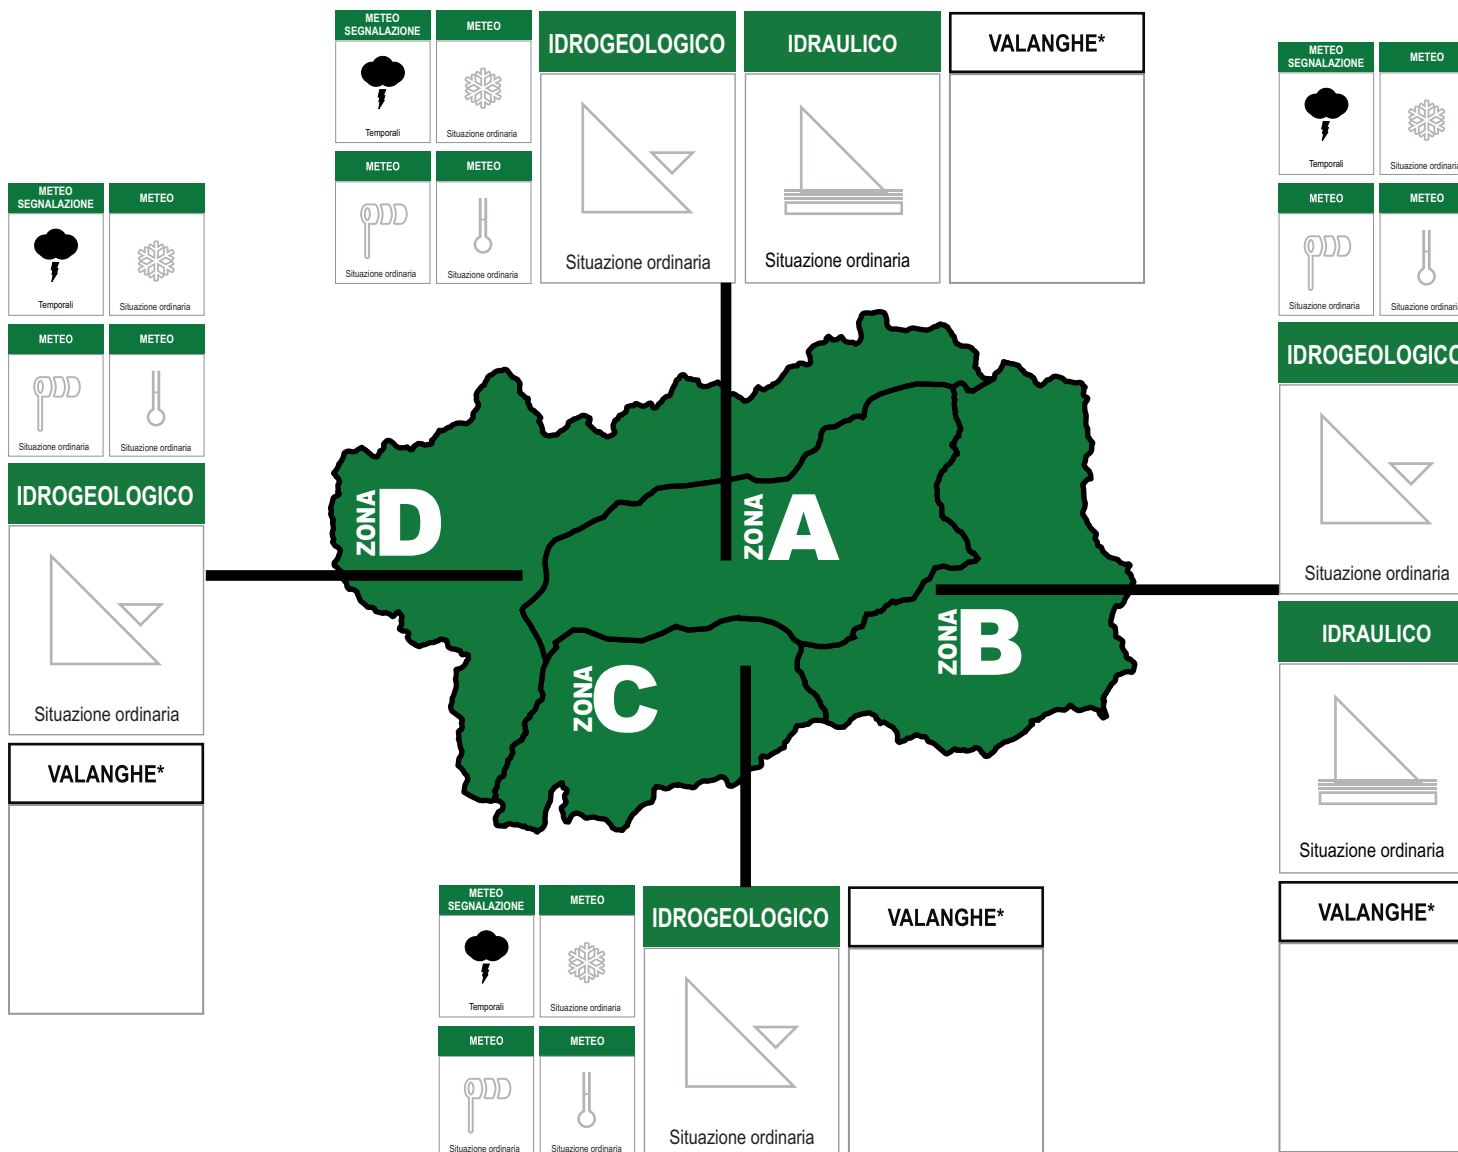 METEO
SEGNALAZIONE
METEO
IDROGEOLOGICO
IDRAULICO
VALANGHE*
Temporali
Situazione ordinaria
METEO
METEO
Situazione ordinaria
Situazione ordinaria
Situazione ordinaria
Situazione ordinaria
METEO
SEGNALAZIONE
METEO
Temporali
Situazione ordinaria
METEO
METEO
Situazione ordinaria
Situazione ordinaria
IDROGEOLOGICO
Situazione ordinaria
VALANGHE*
METEO
SEGNALAZIONE
METEO
Temporali
Situazione ordinaria
METEO
METEO
Situazione ordinaria
Situazione ordinaria
IDROGEOLOGICO
Situazione ordinaria
IDRAULICO
Situazione ordinaria
VALANGHE*
ZONA D
ZONA A
ZONA B
ZONA C
METEO
SEGNALAZIONE
METEO
IDROGEOLOGICO
VALANGHE*
Temporali
Situazione ordinaria
METEO
METEO
Situazione ordinaria
Situazione ordinaria
Situazione ordinaria